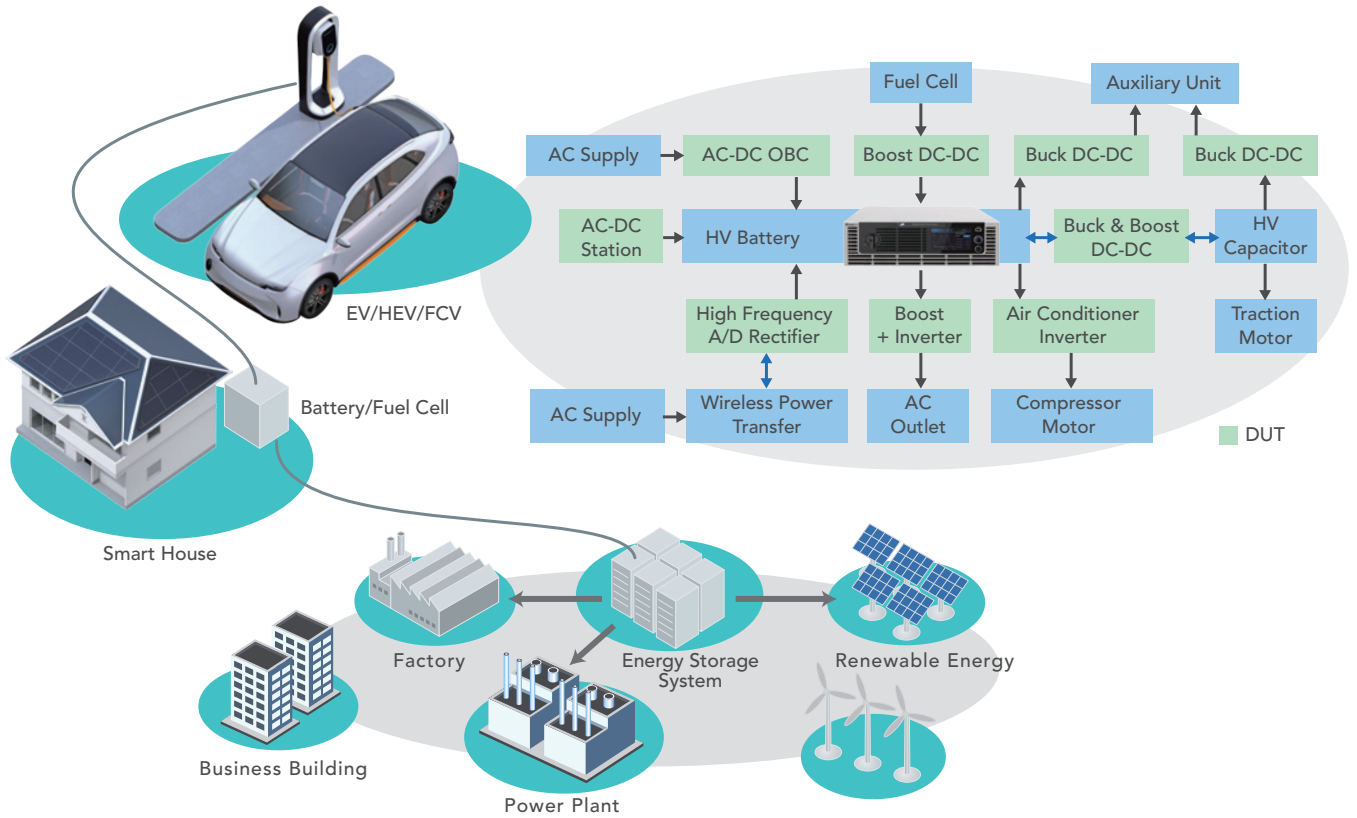 Fuel Cell
Auxiliary Unit
AC Supply
AC-DC OBC
Boost DC-DC
Buck DC-DC
Buck DC-DC
AC-DC
Station
HV Battery
Buck & Boost
DC-DC
HV
Capacitor
High Frequency
A/D Rectifier
Boost
+ Inverter
Air Conditioner
Inverter
Traction
Motor
AC Supply
Wireless Power
Transfer
AC
Outlet
Compressor
Motor
DUT
EV/HEV/FCV
Battery/Fuel Cell
Smart House
Factory
Energy Storage
System
Renewable Energy
Business Building
Power Plant